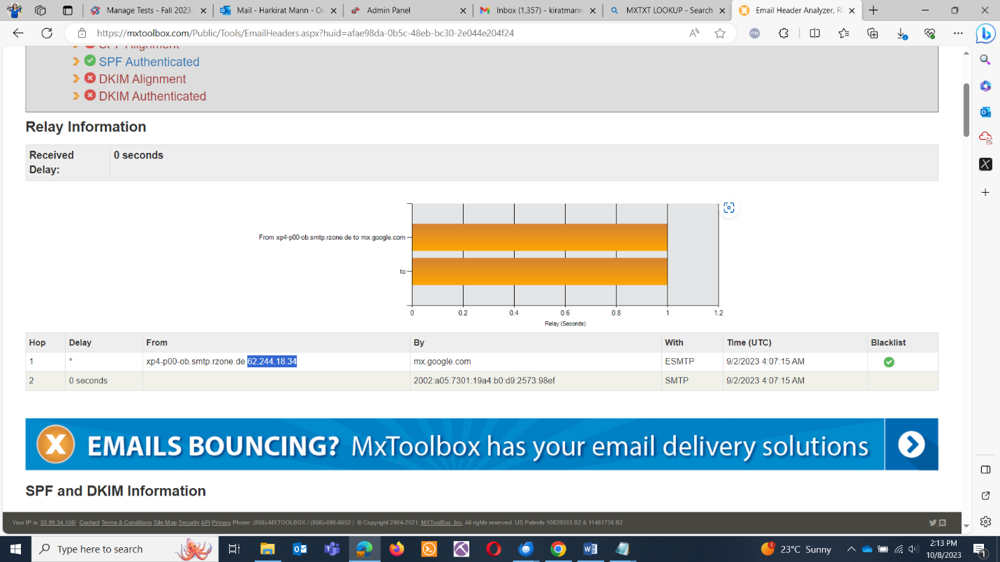 Manage Tests - Fall 2023
Mail - Harkirat Mann - Ou
Admin Panel
Inbox (1,357) - kiratmann
MXTXT LOOKUP - Search
Email Header Analyzer, R
https://mxtoolbox.com/Public/Tools/EmailHeaders.aspx?huid=afae98da-0b5c-48eb-bc30-2e044e204f24
SPF Alignment
SPF Authenticated
DKIM Alignment
DKIM Authenticated
Relay Information
Received Delay:
0 seconds
From xp4-p00-ob.smtp.rzone.de to mx.google.com
to
0 0.2 0.4 0.6 0.8 1 1.2
Relay (Seconds)
Hop Delay From By With Time (UTC) Blacklist
1 * xp4-p00-ob.smtp.rzone.de 62.244.18.34 mx.google.com ESMTP 9/2/2023 4:07:15 AM
2 0 seconds 2002:a05:7301:19a4:b0:d9:2573:98ef SMTP 9/2/2023 4:07:15 AM
X EMAILS BOUNCING? MxToolbox has your email delivery solutions
SPF and DKIM Information
Your IP is: 50.99.34.186| Contact Terms & Conditions Site Map Security API Privacy Phone: (866)-MXTOOLBOX / (866)-698-6652 | © Copyright 2004-2021, MXToolBox, Inc, All rights reserved. US Patents 10839353 B2 & 11461738 B2
Type here to search
1
23°C Sunny
2:13 PM
10/8/2023
1